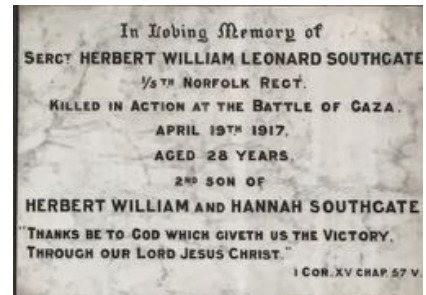 In Loving Memory of
SERGT HERBERT WILLIAM LEONARD SOUTHGATE
1/5TH NORFOLK REGT.
KILLED IN ACTION AT THE BATTLE OF GAZA.
APRIL 19TH 1917.
AGED 28 YEARS.
2ND SON OF
HERBERT WILLIAM AND HANNAH SOUTHGATE
"THANKS BE TO GOD WHICH GIVETH US THE VICTORY,
THROUGH OUR LORD JESUS CHRIST."
I COR. XV CHAP. 57 V.